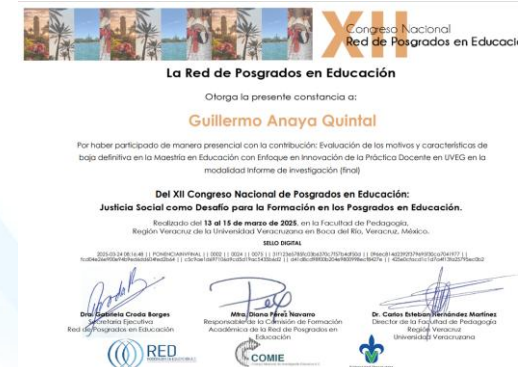 XII
Congreso Nacional
Red de Posgrados en Educació
La Red de Posgrados en Educación
Otorga la presente constancia a:
Guillermo Anaya Quintal
Por haber participado de manera presencial con la contribución: Evaluación de los motivos y características de
baja definitiva en la Maestría en Educación con Enfoque en Innovación de la Práctica Docente en UVEG en la
modalidad Informe de investigación (final)
Del XII Congreso Nacional de Posgrados en Educación:
Justicia Social como Desafío para la Formación en los Posgrados en Educación.
Realizado del 13 al 15 de marzo de 2025, en la Facultad de Pedagogía,
Región Veracruz de la Universidad Veracruzana en Boca del Río, Veracruz, México.
SELLO DIGITAL
Dra. Gabriela Croda Borges
Secretaria Ejecutiva
Red de Posgrados en Educación
Mtra. Diana Pérez Navarro
Responsable de la Comisión de Formación
Académica de la Red de Posgrados en
Educación
Dr. Carlos Esteban Hernández Martínez
Director de la Facultad de Pedagogía
Región Veracruz
Universidad Veracruzana
RED
COMIE